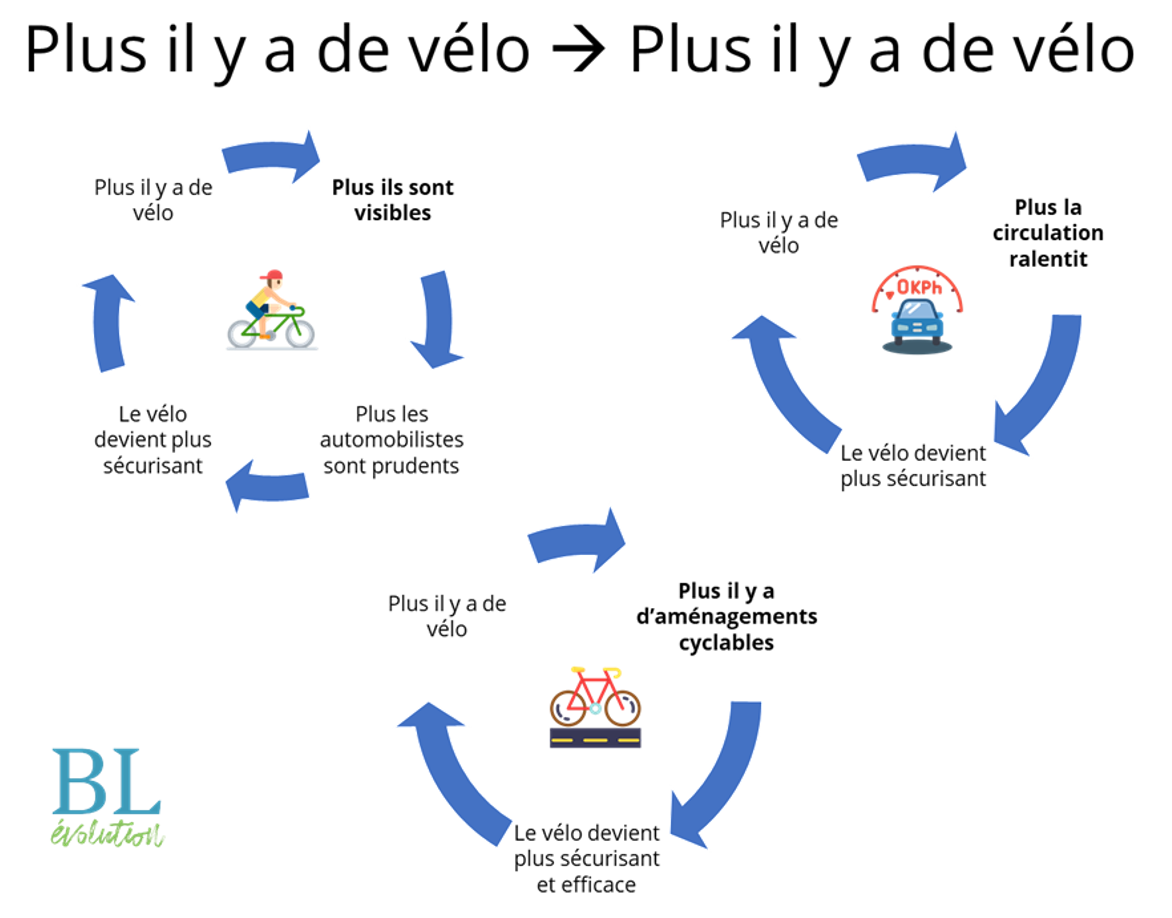 Plus il y a de vélo → Plus il y a de vélo
Plus il y a de
vélo
Plus ils sont
visibles
Plus les
automobilistes
sont prudents
Le vélo
devient plus
sécurisant
Plus il y a de
vélo
Plus la
circulation
ralentit
0KPh
Le vélo devient
plus sécurisant
Plus il y a de
vélo
Plus il y a
d’aménagements
cyclables
Le vélo devient
plus sécurisant
et efficace
BL
évolution